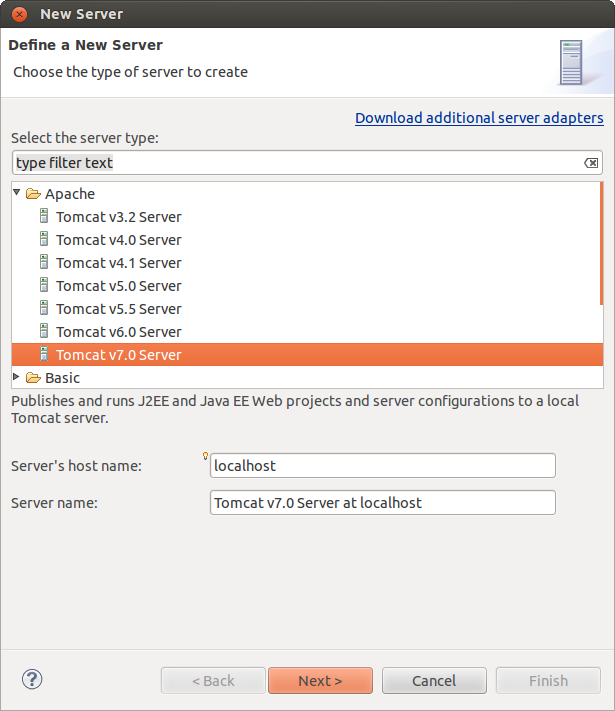 New Server
Define a New Server
Choose the type of server to create
Download additional server adapters
Select the server type:
type filter text
Apache
Tomcat v3.2 Server
Tomcat v4.0 Server
Tomcat v4.1 Server
Tomcat v5.0 Server
Tomcat v5.5 Server
Tomcat v6.0 Server
Tomcat v7.0 Server
Basic
Publishes and runs J2EE and Java EE Web projects and server configurations to a local
Tomcat server.
Server's host name: localhost
Server name: Tomcat v7.0 Server at localhost
? < Back Next > Cancel Finish